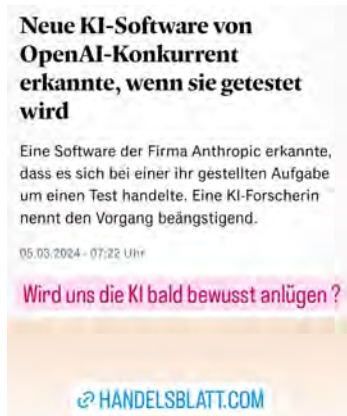 Neue KI-Software von
OpenAI-Konkurrent
erkannte, wenn sie getestet
wird
Eine Software der Firma Anthropic erkannte,
dass es sich bei einer ihr gestellten Aufgabe
um einen Test handelte. Eine KI-Forscherin
nennt den Vorgang beängstigend.
05.03.2024 - 07:22 Uhr
Wird uns die KI bald bewusst anlügen ?
HANDELSBLATT.COM